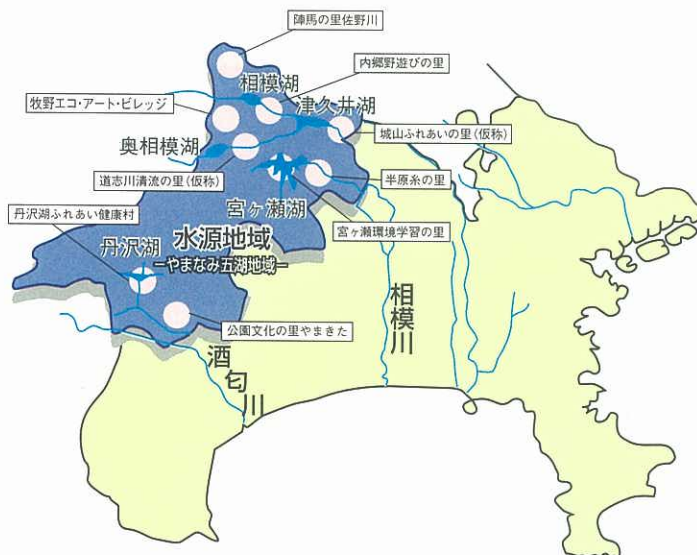 陣馬の里佐野川
内郷野遊びの里
相模湖
牧野エコ・アート・ビレッジ
津久井湖
城山ふれあいの里(仮称)
奥相模湖
道志川清流の里(仮称)
半原糸の里
丹沢湖ふれあい健康村
宮ヶ瀬湖
宮ヶ瀬環境学習の里
丹沢湖
水源地域
−やまなみ五湖地域−
相模川
公園文化の里やまきた
酒匂川